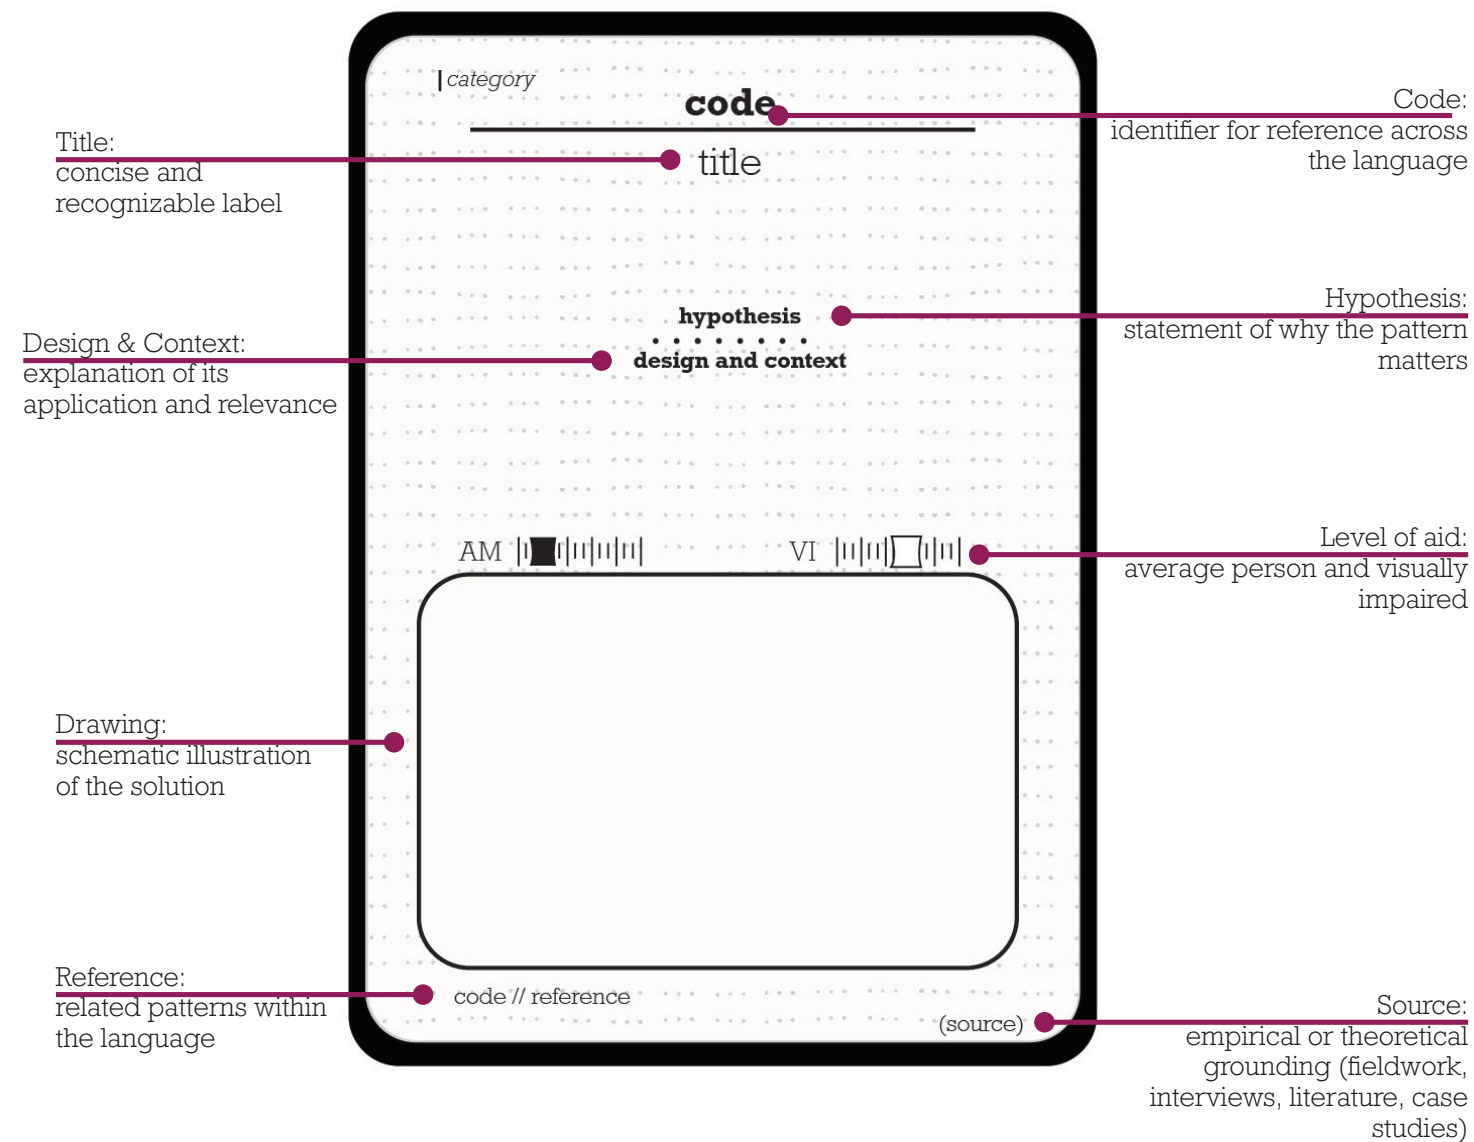 category
code
title
hypothesis
design and context
AM
VI
code // reference
(source)
Title:
concise and
recognizable label
Design & Context:
explanation of its
application and relevance
Drawing:
schematic illustration
of the solution
Reference:
related patterns within
the language
Code:
identifier for reference across
the language
Hypothesis:
statement of why the pattern
matters
Level of aid:
average person and visually
impaired
Source:
empirical or theoretical
grounding (fieldwork,
interviews, literature, case
studies)